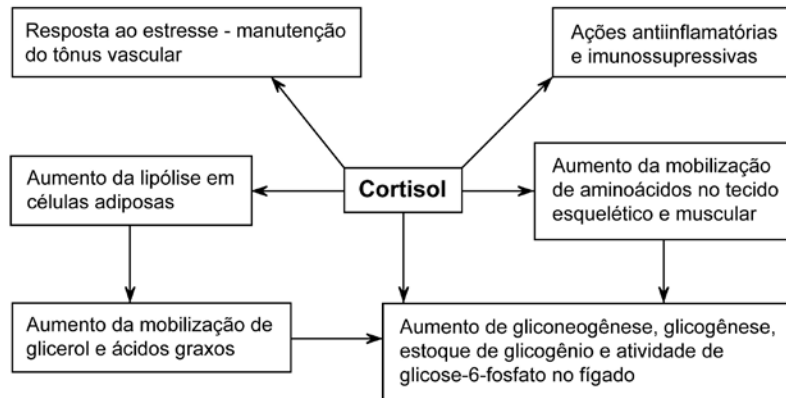 Resposta ao estresse - manutenção
do tônus vascular
Ações antiinflamatórias
e imunossupressivas
Aumento da lipólise em
células adiposas
Cortisol
Aumento da mobilização
de aminoácidos no tecido
esquelético e muscular
Aumento da mobilização de
glicerol e ácidos graxos
Aumento de gliconeogênese, glicogênese,
estoque de glicogênio e atividade de
glicose-6-fosfato no fígado